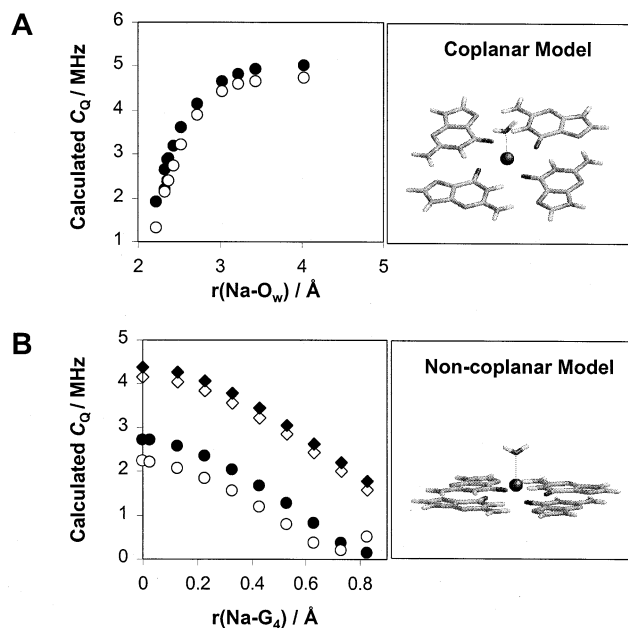 A
Calculated C_Q / MHz
6
5
4
3
2
1
2 3 4 5
r(Na-O_w) / Å
Coplanar Model
B
Calculated C_Q / MHz
5
4
3
2
1
0
0 0.2 0.4 0.6 0.8
r(Na-G_4) / Å
Non-coplanar Model